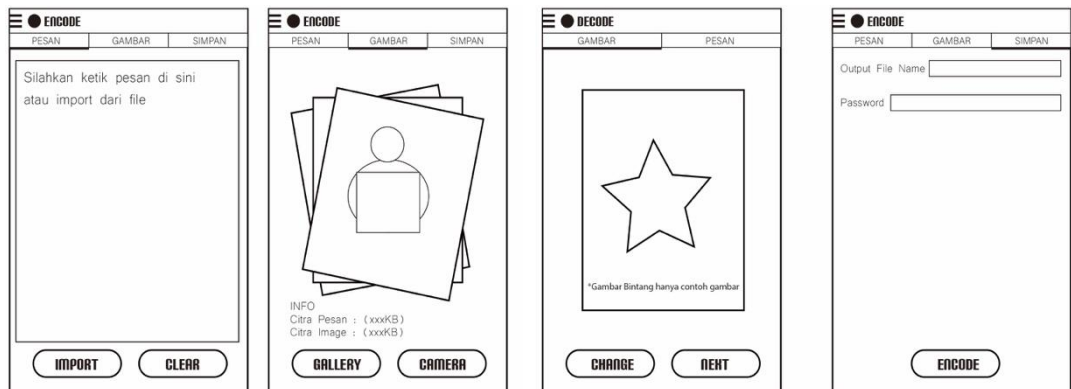 ENCODE
PESAN GAMBAR SIMPAN
Silahkan ketik pesan di sini
atau import dari file
IMPORT CLEAR
ENCODE
PESAN GAMBAR SIMPAN
INFO
Citra Pesan : (xxxKB)
Citra Image : (xxxKB)
GALLERY CAMERA
DECODE
GAMBAR PESAN
*Gambar Bintang hanya contoh gambar
CHANGE NEXT
ENCODE
PESAN GAMBAR SIMPAN
Output File Name
Password
ENCODE